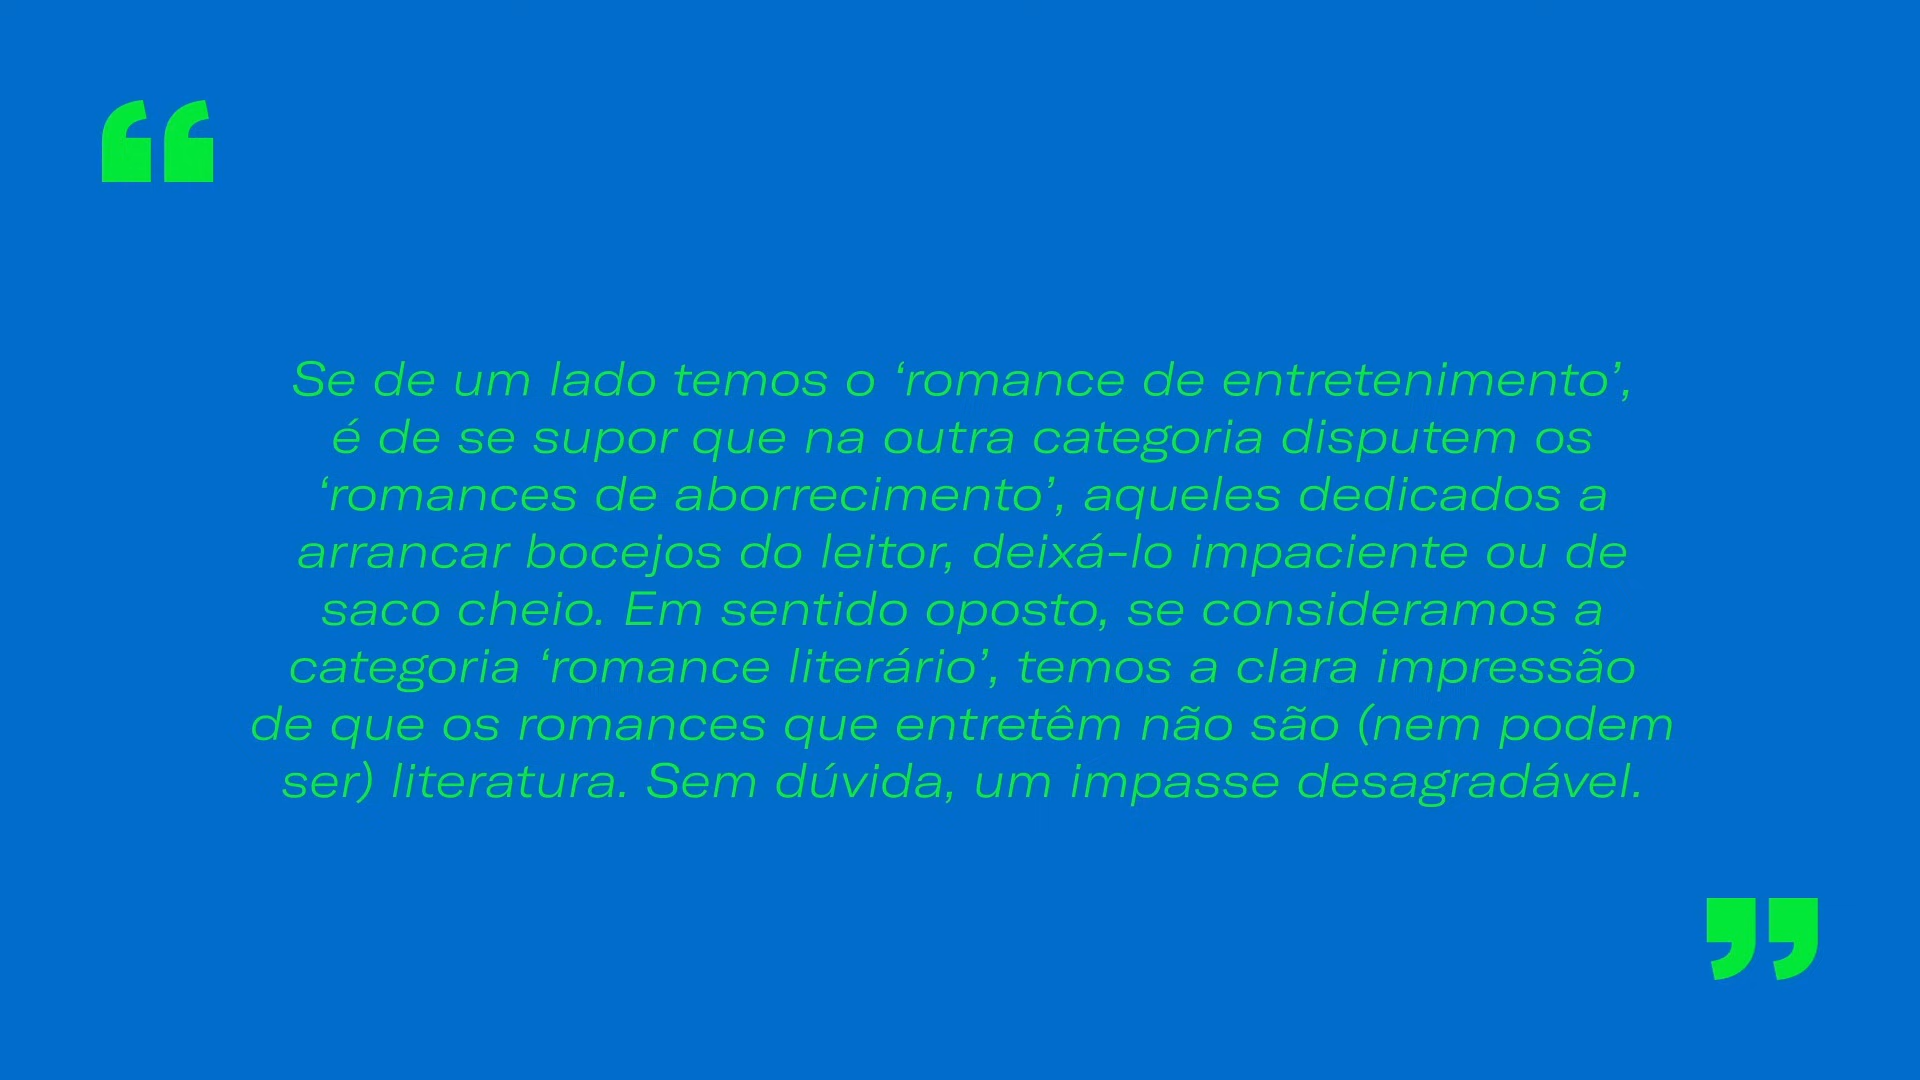 “
Se de um lado temos o ‘romance de entretenimento’,
é de se supor que na outra categoria disputem os
‘romances de aborrecimento’, aqueles dedicados a
arrancar bocejos do leitor, deixá-lo impaciente ou de
saco cheio. Em sentido oposto, se consideramos a
categoria ‘romance literário’, temos a clara impressão
de que os romances que entretêm não são (nem podem
ser) literatura. Sem dúvida, um impasse desagradável.
”